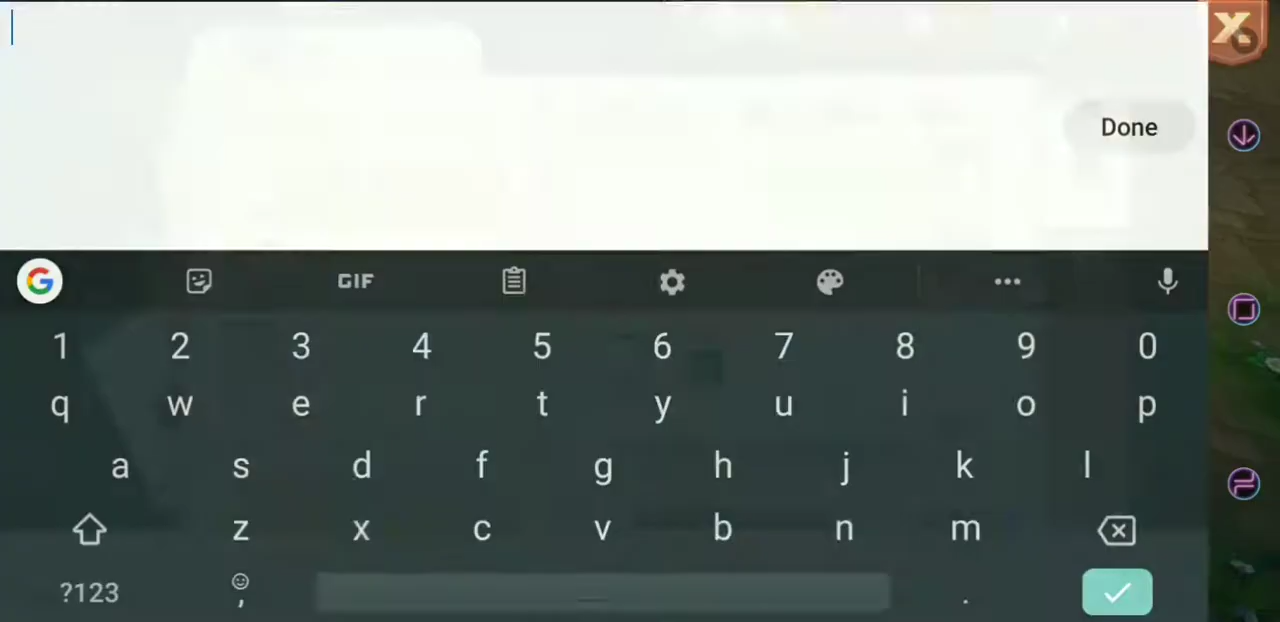 Done
GIF
1 2 3 4 5 6 7 8 9 0
q w e r t y u i o p
a s d f g h j k l
z x c v b n m
?123 , .